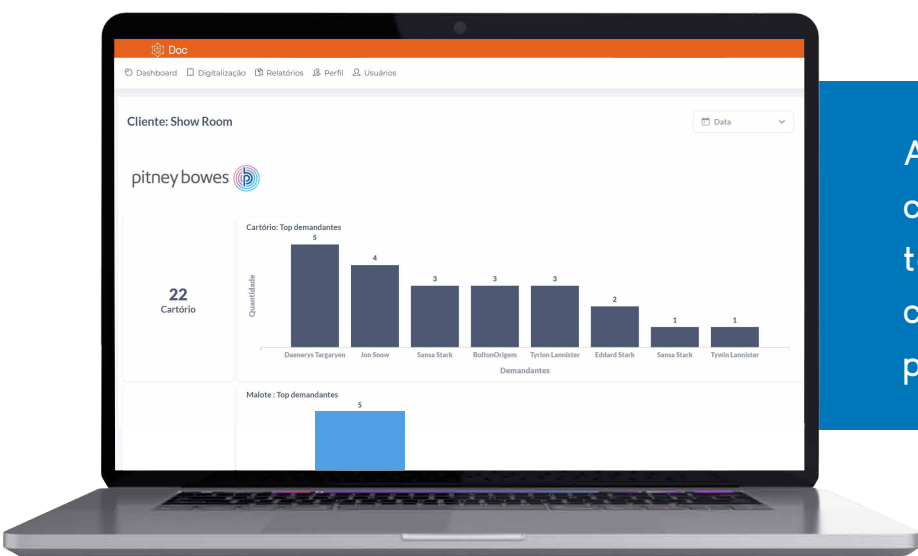 Doc
Dashboard Digitalização Relatórios Perfil Usuários
Cliente: Show Room
Data
pitney bowes
Cartório: Top demandantes
5
4
3 3 3
2
1 1
22
Cartório
Quantidade
Daenerys Targaryen Jon Snow Sansa Stark BoltonOrigem Tyrion Lannister Eddard Stark Sansa Stark Tywin Lannister
Demandantes
Malote : Top demandantes
5